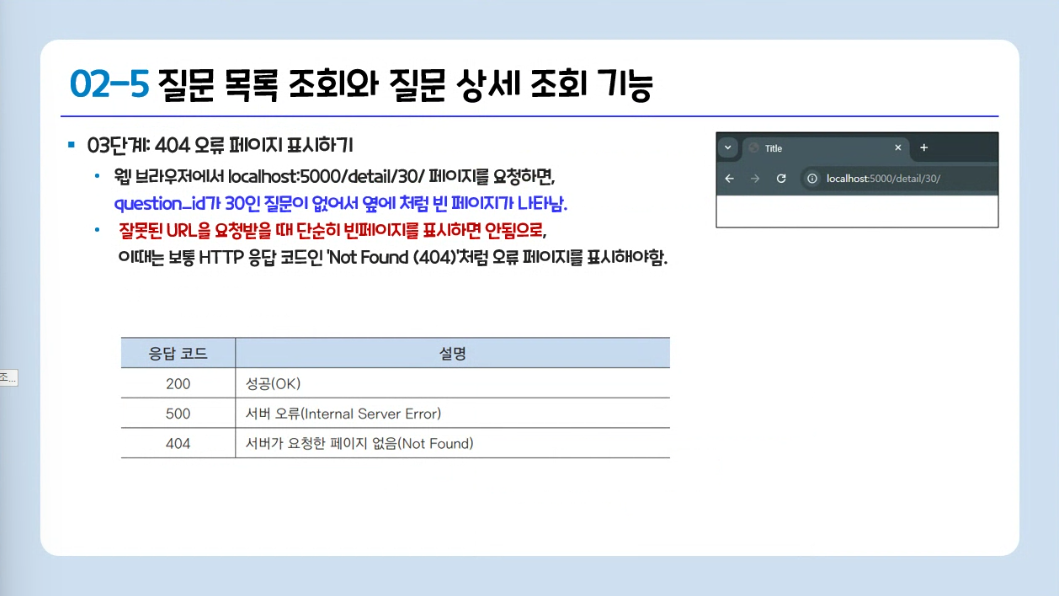 02-5 질문 목록 조회와 질문 상세 조회 기능
03단계: 404 오류 페이지 표시하기
웹 브라우저에서 localhost:5000/detail/30/ 페이지를 요청하면,
question_id가 30인 질문이 없어서 옆에 처럼 빈 페이지가 나타남.
잘못된 URL을 요청받을 때 단순히 빈페이지를 표시하면 안됨으로,
이때는 보통 HTTP 응답 코드인 'Not Found (404)'처럼 오류 페이지를 표시해야함.
Title
localhost:5000/detail/30/
응답 코드 설명
200 성공(OK)
500 서버 오류(Internal Server Error)
404 서버가 요청한 페이지 없음(Not Found)
조...